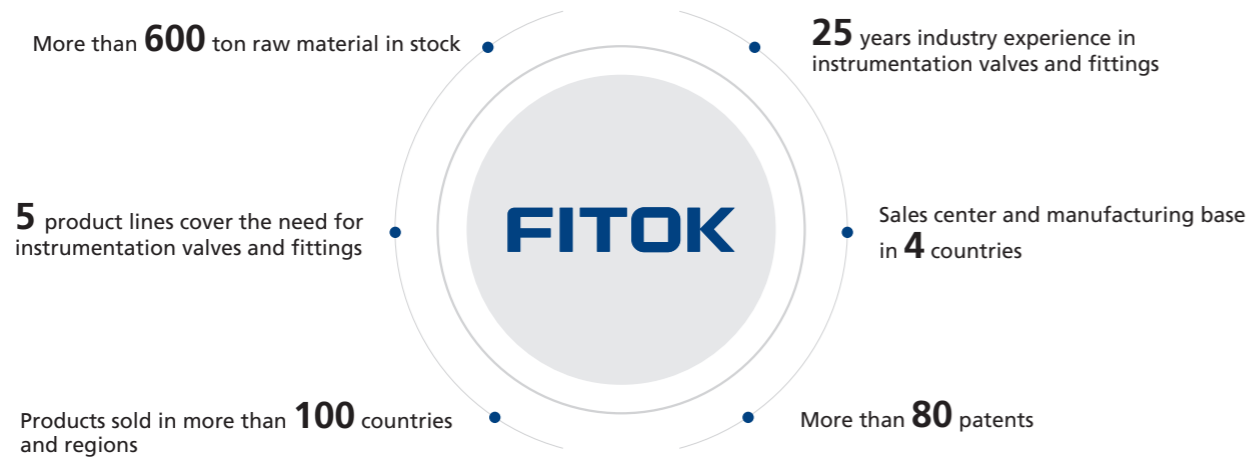 More than 600 ton raw material in stock
25 years industry experience in
instrumentation valves and fittings
5 product lines cover the need for
instrumentation valves and fittings
FITOK
Sales center and manufacturing base
in 4 countries
Products sold in more than 100 countries
and regions
More than 80 patents